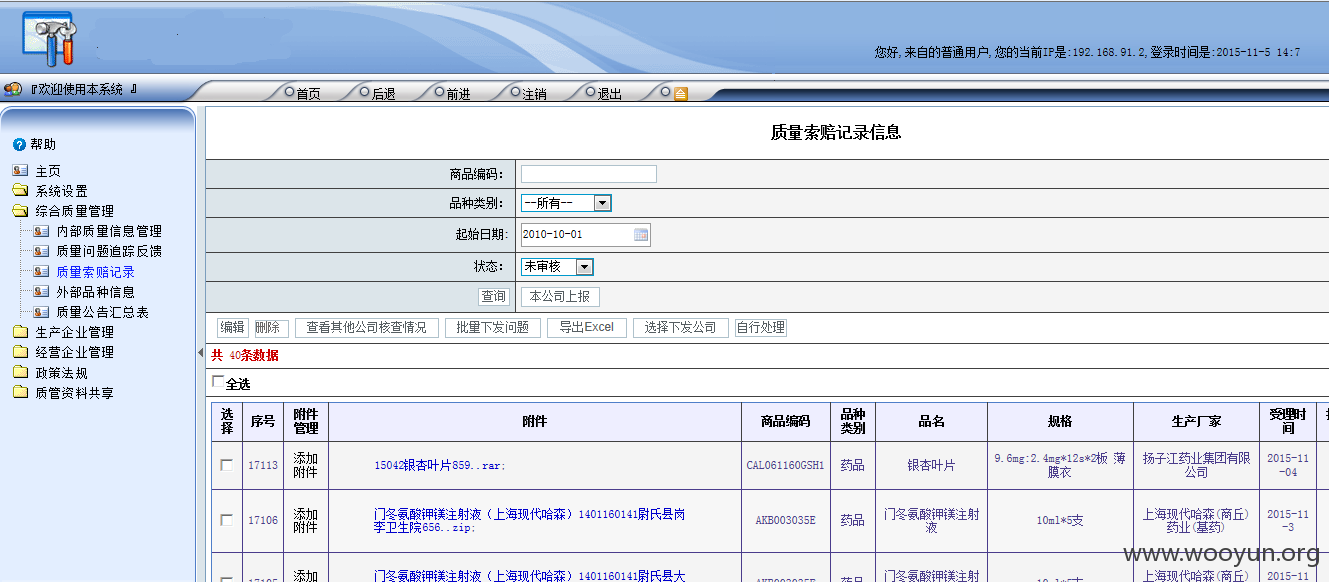 您好,来自的普通用户,您的当前IP是:192.168.91.2,登录时间是:2015-11-5 14:7
『欢迎使用本系统 』
首页 后退 前进 注销 退出
帮助
主页
系统设置
综合质量管理
内部质量信息管理
质量问题追踪反馈
质量索赔记录
外部品种信息
质量公告汇总表
生产企业管理
经营企业管理
政策法规
质管资料共享
质量索赔记录信息
商品编码：
品种类别： --所有--
起始日期: 2010-10-01
状态： 未审核
查询 本公司上报
编辑 删除 查看其他公司核查情况 批量下发问题 导出Excel 选择下发公司 自行处理
共 40条数据
全选
选择 序号 附件管理 附件 商品编码 品种类别 品名 规格 生产厂家 受理时间
17113 添加附件 15042银杏叶片859..rar; CAL061160GSH1 药品 银杏叶片 9.6mg:2.4mg*12s*2板 薄膜衣 扬子江药业集团有限公司 2015-11-04
17106 添加附件 门冬氨酸钾镁注射液（上海现代哈森）1401160141尉氏县岗李卫生院656..zip; AKB003035E 药品 门冬氨酸钾镁注射液 10ml*5支 上海现代哈森(商丘)药业(基药) 2015-11-3
添加 门冬氨酸钾镁注射液（上海现代哈森）1401160141尉氏县大 门冬氨酸钾镁注射 上海现代哈森(商丘) 2015-11
www.wooyun.org